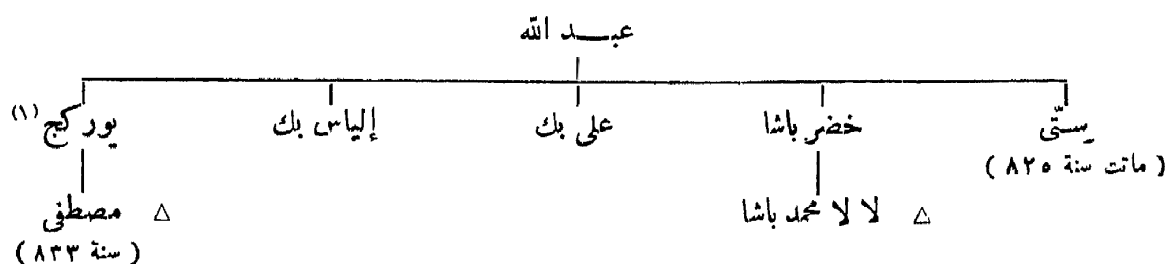 عبد الله
ستّى خضر باشا على بك إلياس بك يوركج (١)
( ماتت سنة ٨٢٥ )
△ لا لا محمد باشا △ مصطفى
( سنة ٨٣٣ )